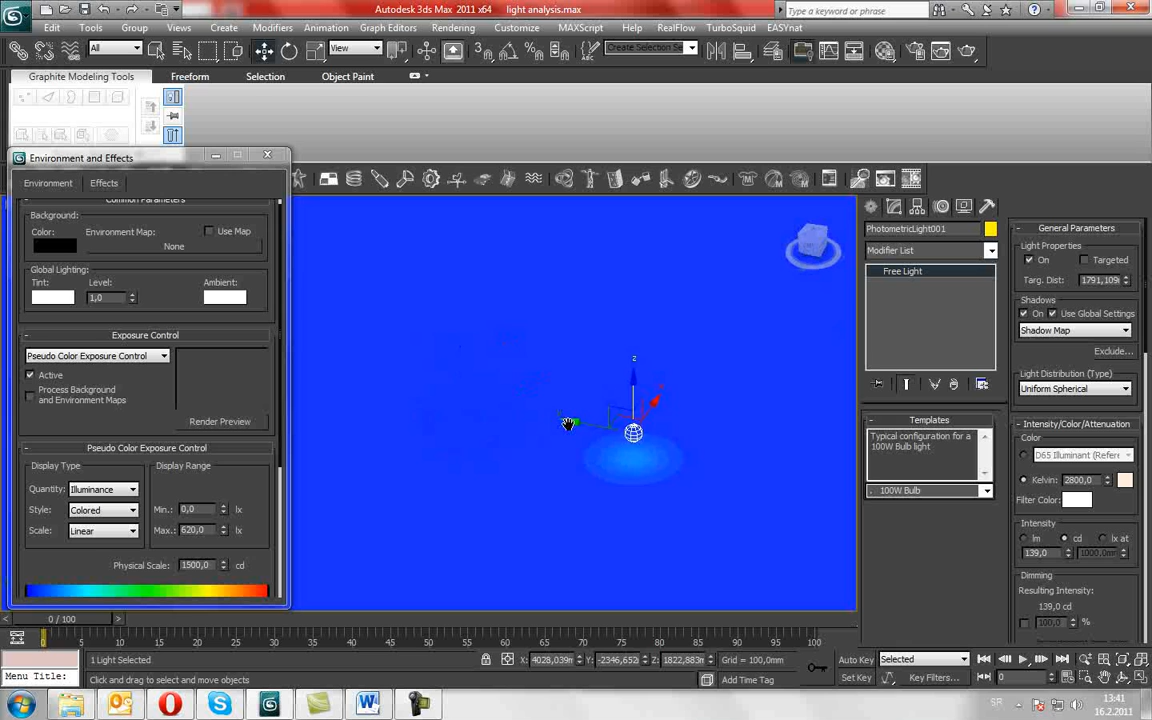 Autodesk 3ds Max 2011 x64 light analysis.max
Type a keyword or phrase
Edit Tools Group Views Create Modifiers Animation Graph Editors Rendering Customize MAXScript RealFlow TurboSquid EASYnat
All View Create Selection Se
Graphite Modeling Tools Freeform Selection Object Paint
Environment and Effects
Environment Effects
Common Parameters
Background:
Color: Environment Map: Use Map
None
Global Lighting:
Tint: Level: Ambient:
1,0
Exposure Control
Pseudo Color Exposure Control
Active
Process Background
and Environment Maps
Render Preview
Pseudo Color Exposure Control
Display Type Display Range
Quantity: Illuminance Min.: 0,0 lx
Style: Colored
Max.: 620,0 lx
Scale: Linear
Physical Scale: 1500,0 cd
z
PhotometricLight001
Modifier List
Free Light
Templates
Typical configuration for a
100W Bulb light
. 100W Bulb
General Parameters
Light Properties
On Targeted
Targ. Dist: 1791,109
Shadows
On Use Global Settings
Shadow Map
Exclude...
Light Distribution (Type)
Uniform Spherical
Intensity/Color/Attenuation
Color
D65 Illuminant (Refere
Kelvin: 2800,0
Filter Color:
Intensity
lm cd lx at
139,0 1000,0m
Dimming
Resulting Intensity:
139,0 cd
100,0 %
0 / 100
0 5 10 15 20 25 30 35 40 45 50 55 60 65 70 75 80 85 90 95 100
1 Light Selected X: 4028,039m Y: -2346,652 Z: 1822,883m Grid = 100,0mm Auto Key Selected
Menu Title: Click and drag to select and move objects Add Time Tag Set Key Key Filters... 0
SR 13:41
16.2.2011